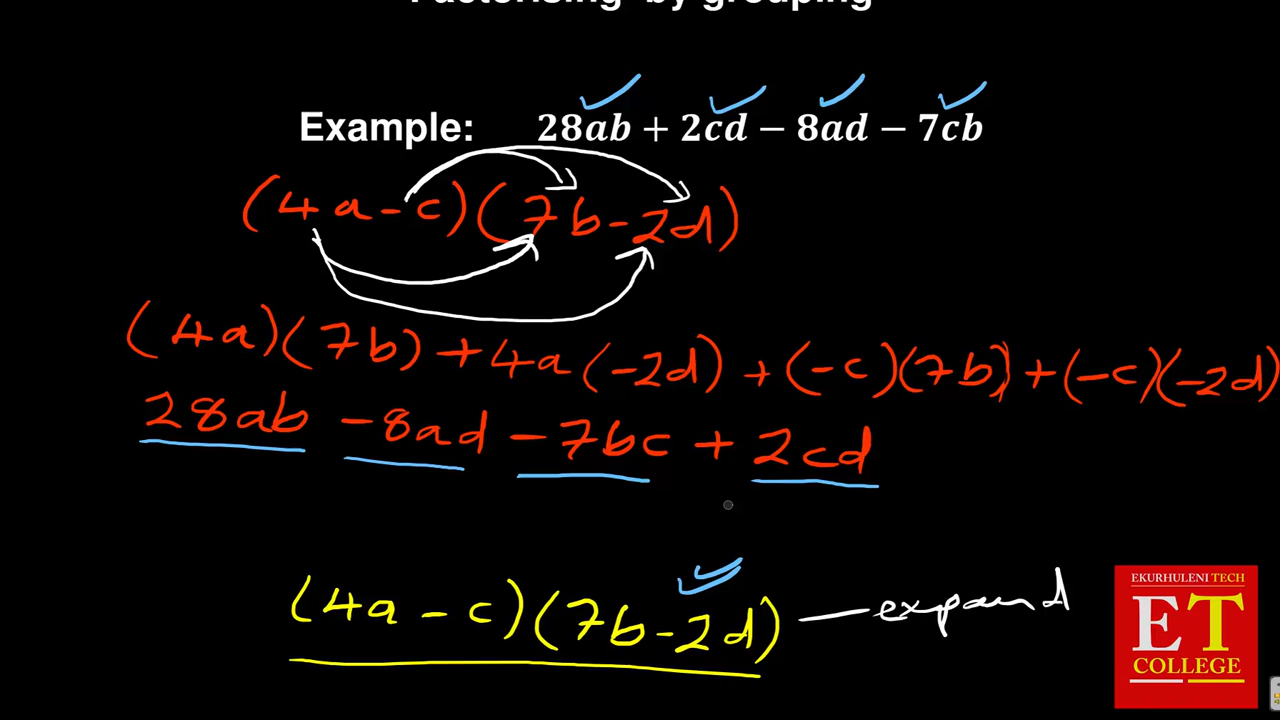 Factorising by grouping
Example: 28ab + 2cd − 8ad − 7cb
(4a-c)(7b-2d)
(4a)(7b) + 4a(-2d) + (-c)(7b) + (-c)(-2d)
28ab -8ad -7bc + 2cd
(4a-c)(7b-2d) — expand
EKURHULENI TECH
ET
COLLEGE